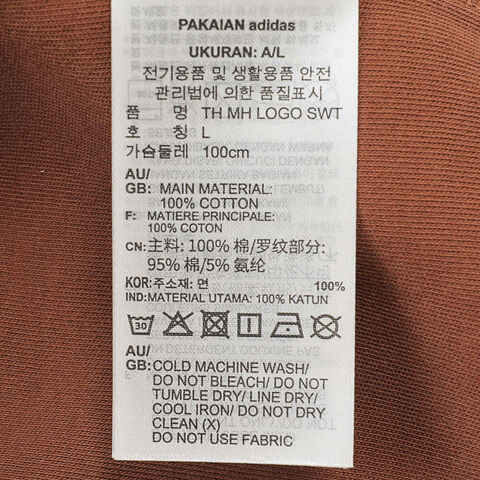 PAKAIAN adidas
UKURAN: A/L
전기용품 및 생활용품 안전
관리법에 의한 품질표시
품 명 TH MH LOGO SWT
호 칭 L
가슴둘레 100cm
AU/
GB: MAIN MATERIAL:
100% COTTON
F: MATIERE PRINCIPALE:
100% COTON
CN: 主料: 100% 棉/罗纹部分:
95% 棉/5% 氨纶
KOR: 주소재: 면 100%
IND: MATERIAL UTAMA: 100% KATUN
30
AU/
GB: COLD MACHINE WASH/
DO NOT BLEACH/ DO NOT
TUMBLE DRY/ LINE DRY/
COOL IRON/ DO NOT DRY
CLEAN (X)
DO NOT USE FABRIC